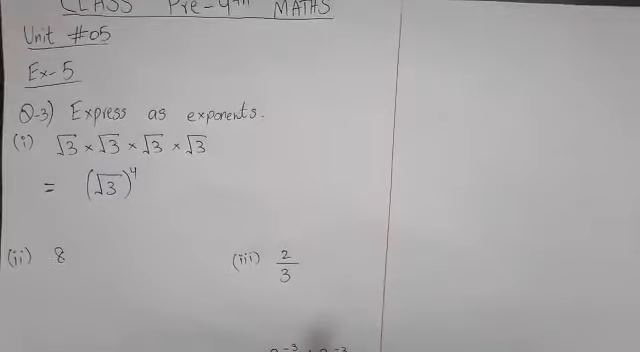 CLASS Pre-9th MATHS
Unit #05
Ex-5
Q-3) Express as exponents.
(i) √3 × √3 × √3 × √3
= (√3)⁴
(ii) 8 (iii) 2/3